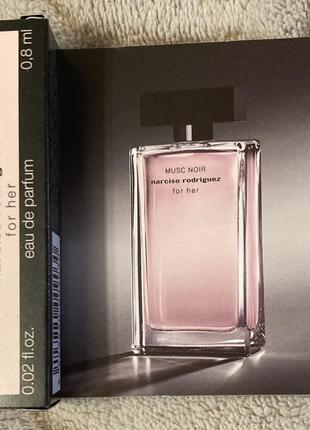 for her
eau de parfum
0,8 ml
0.02 fl.oz.
MUSC NOIR
narciso rodriguez
for her